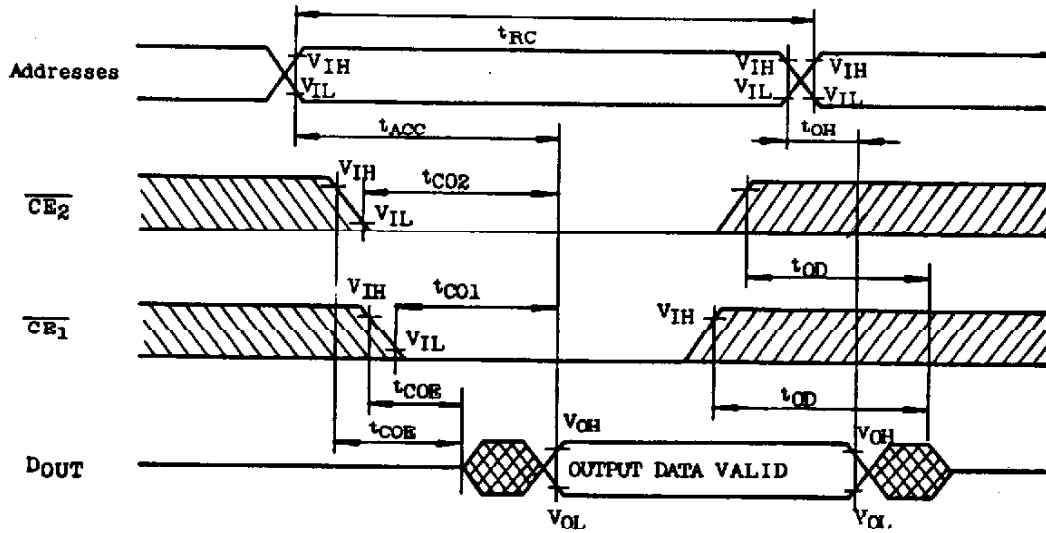 tRC
Addresses
VIH
VIL
VIH
VIL
VIH
VIL
tACC
tOH
CE2
VIH
tCO2
VIL
tOD
CE1
VIH
tCO1
VIL
VIH
tCOE
tOD
tCOE
DOUT
VOH
OUTPUT DATA VALID
VOH
VOL
VOL